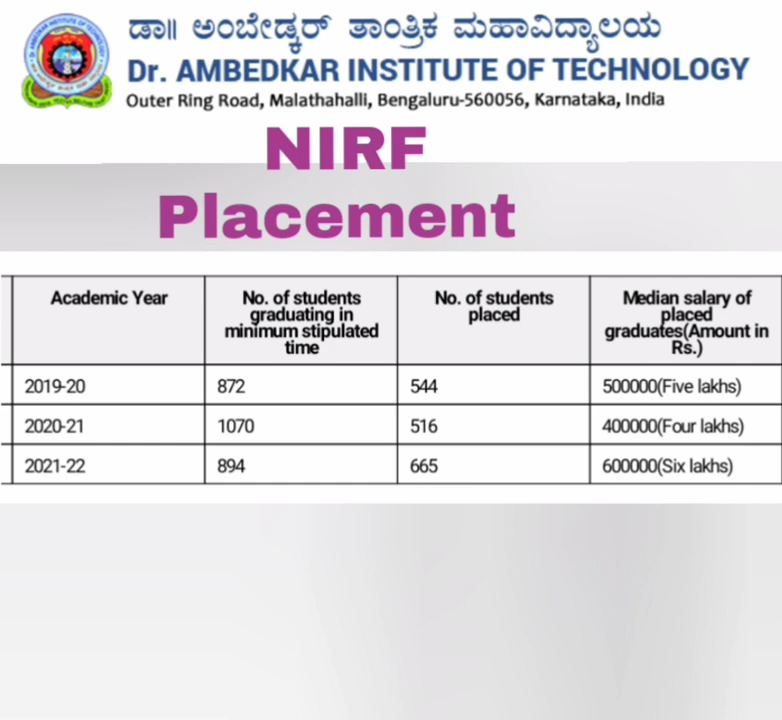 ಡಾ॥ ಅಂಬೇಡ್ಕರ್ ತಾಂತ್ರಿಕ ಮಹಾವಿದ್ಯಾಲಯ
Dr. AMBEDKAR INSTITUTE OF TECHNOLOGY
Outer Ring Road, Malathahalli, Bengaluru-560056, Karnataka, India
NIRF
Placement
Academic Year
No. of students
graduating in
minimum stipulated
time
No. of students
placed
Median salary of
placed
graduates(Amount in
Rs.)
2019-20 872 544 500000(Five lakhs)
2020-21 1070 516 400000(Four lakhs)
2021-22 894 665 600000(Six lakhs)